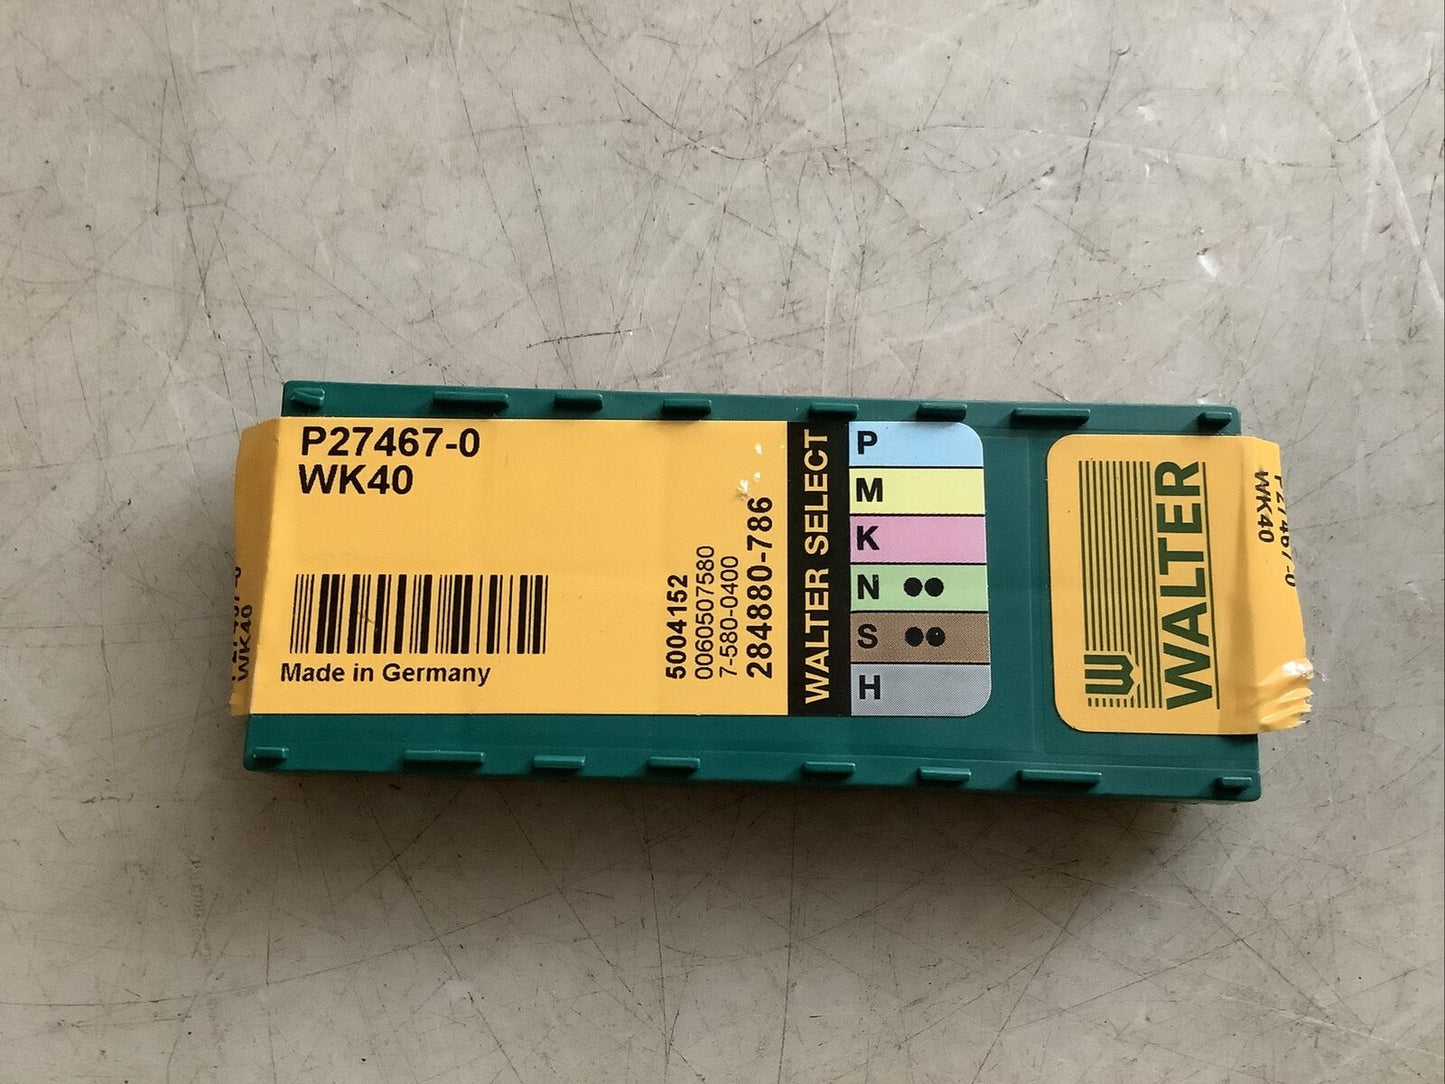 P27467-0
WK40
Made in Germany
5004152
0060507580
7-580-0400
284880-786
WALTER SELECT
P
M
K
N
S
H
WALTER
WK40
P27467-0
WK40